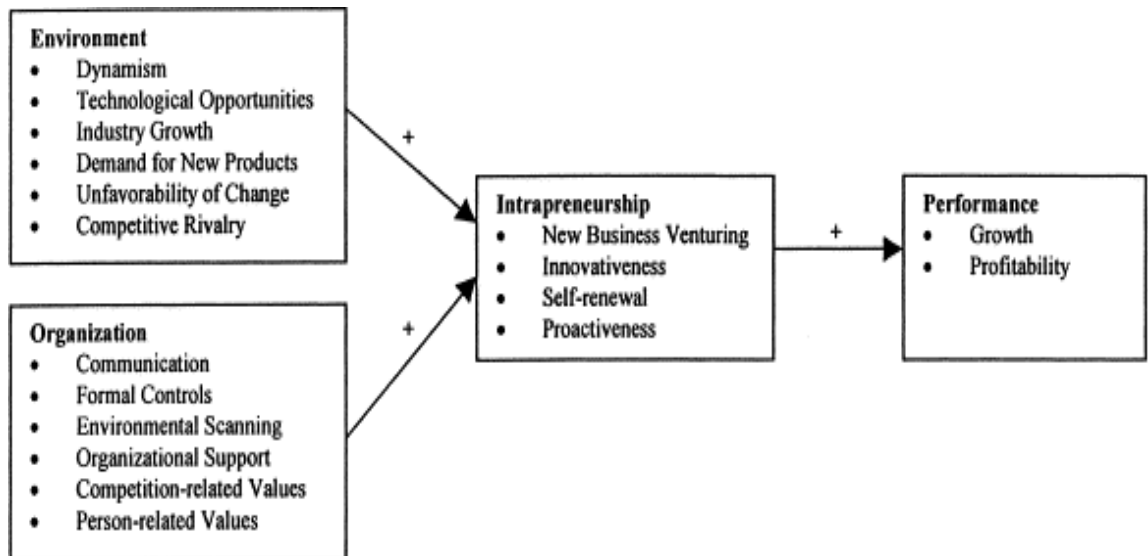 Environment
• Dynamism
• Technological Opportunities
• Industry Growth
• Demand for New Products
• Unfavorability of Change
• Competitive Rivalry
+
Organization
• Communication
• Formal Controls
• Environmental Scanning
• Organizational Support
• Competition-related Values
• Person-related Values
+
Intrapreneurship
• New Business Venturing
• Innovativeness
• Self-renewal
• Proactiveness
+
Performance
• Growth
• Profitability